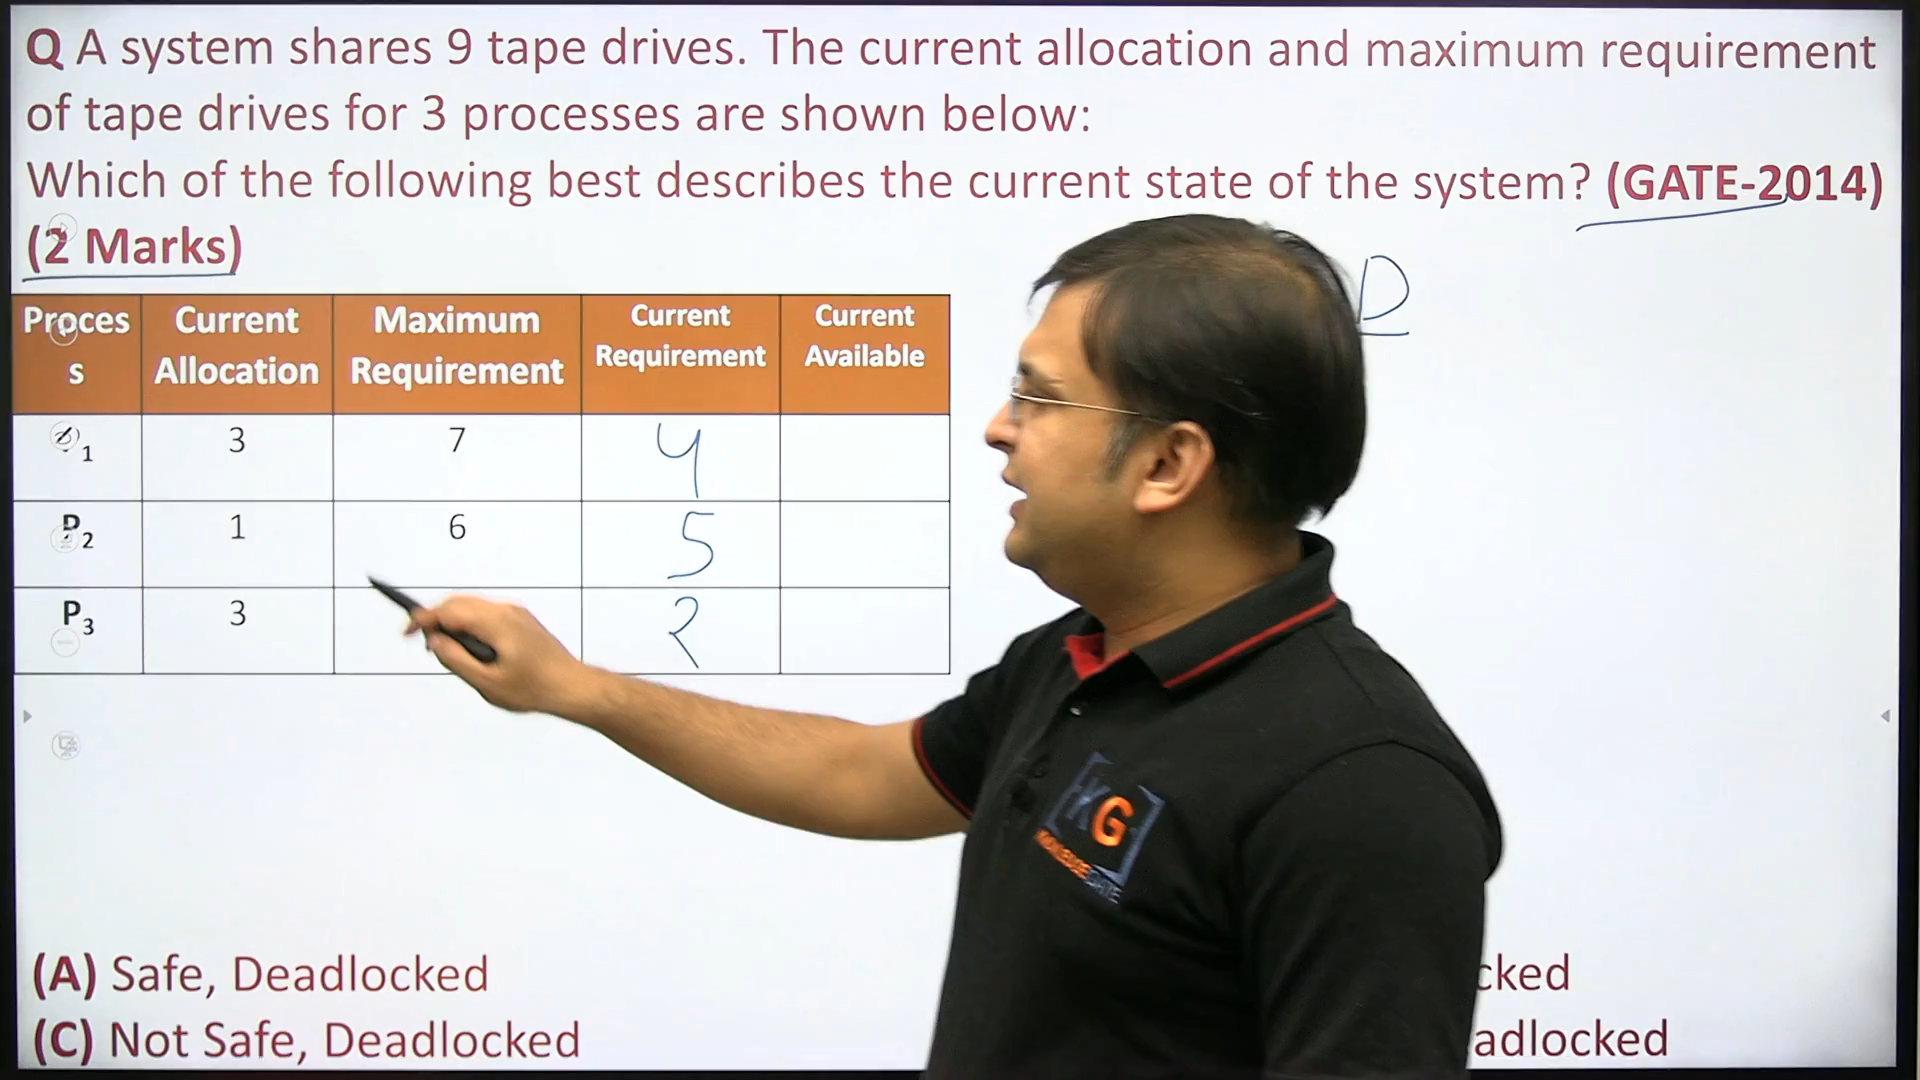 Q A system shares 9 tape drives. The current allocation and maximum requirement
of tape drives for 3 processes are shown below:
Which of the following best describes the current state of the system? (GATE-2014)
(2 Marks)
D
Proces
s
Current
Allocation
Maximum
Requirement
Current
Requirement
Current
Available
1 3 7 4
P2 1 6 5
P3 3 2
KG
(A) Safe, Deadlocked
cked
(C) Not Safe, Deadlocked
adlocked